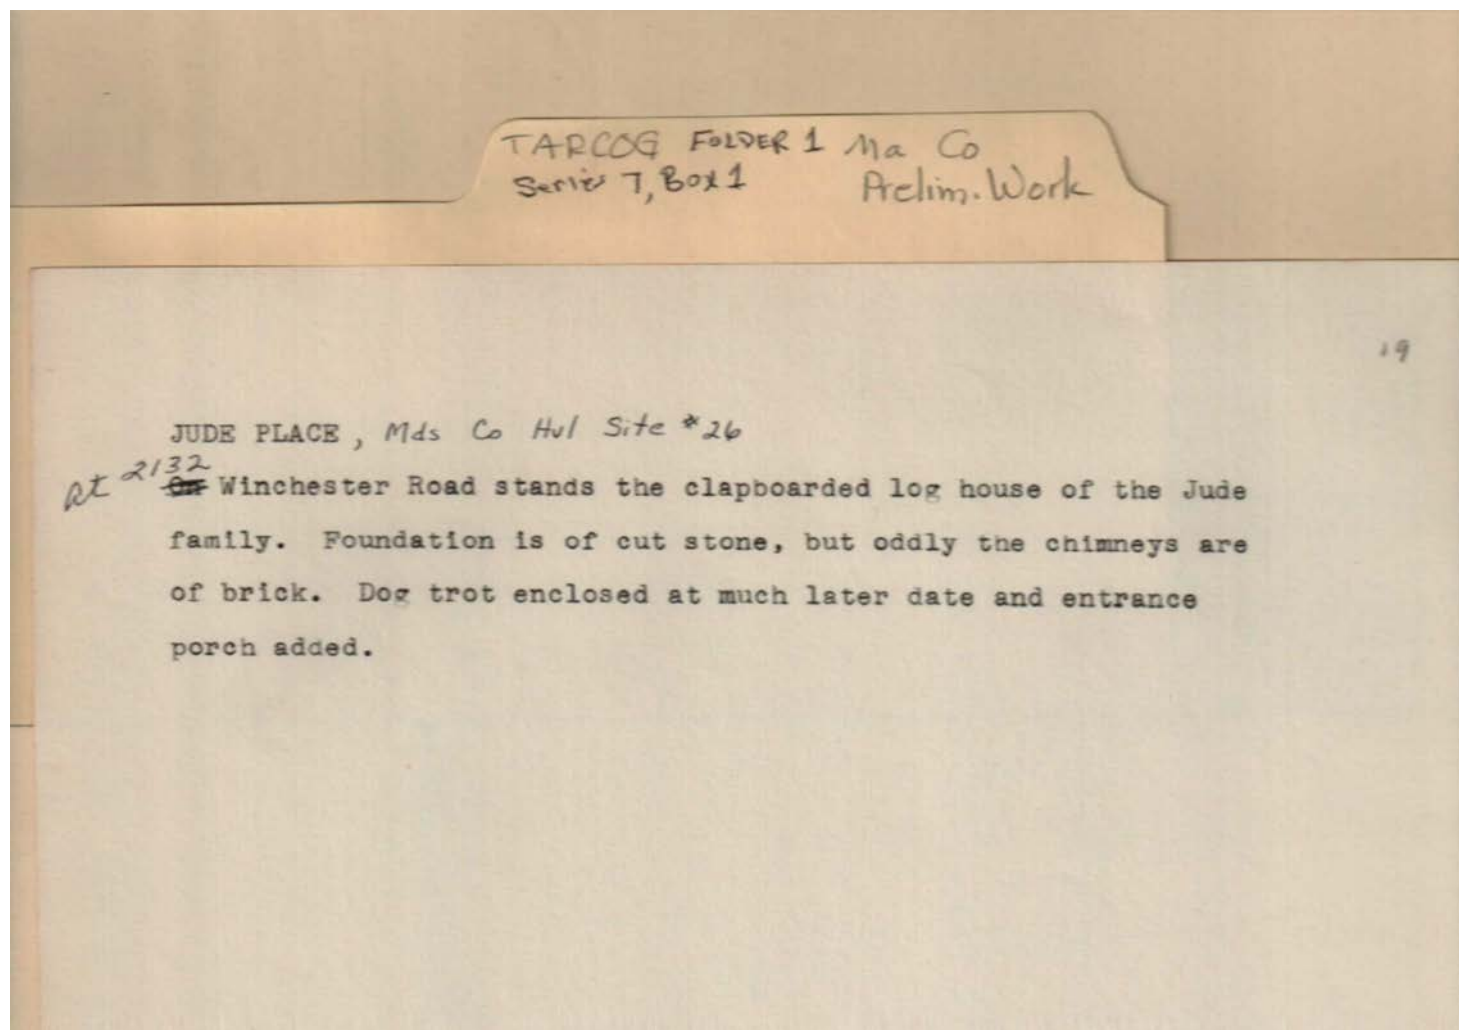 TARCOG FOLDER 1 Ma Co
Series 7, Box 1 Prelim. Work
19
JUDE PLACE, Mds Co Hvl Site #26
At 2132
On Winchester Road stands the clapboarded log house of the Jude
family. Foundation is of cut stone, but oddly the chimneys are
of brick. Dog trot enclosed at much later date and entrance
porch added.